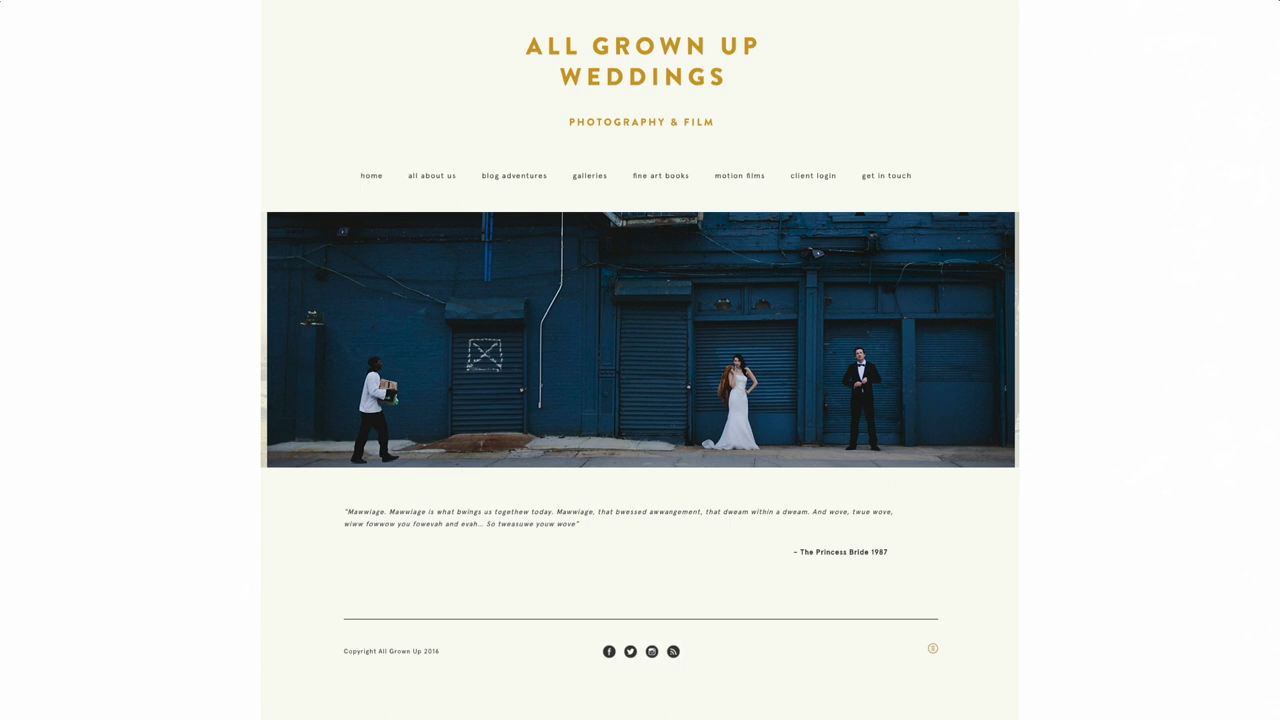 ALL GROWN UP
WEDDINGS
PHOTOGRAPHY & FILM
home all about us blog adventures galleries fine art books motion films client login get in touch
"Mawwiage. Mawwiage is what bwings us togethew today. Mawwiage, that bwessed awwangement, that dweam within a dweam. And wove, twue wove,
wiww fowwow you fowevah and evah... So tweasuwe youw wove"
– The Princess Bride 1987
Copyright All Grown Up 2016